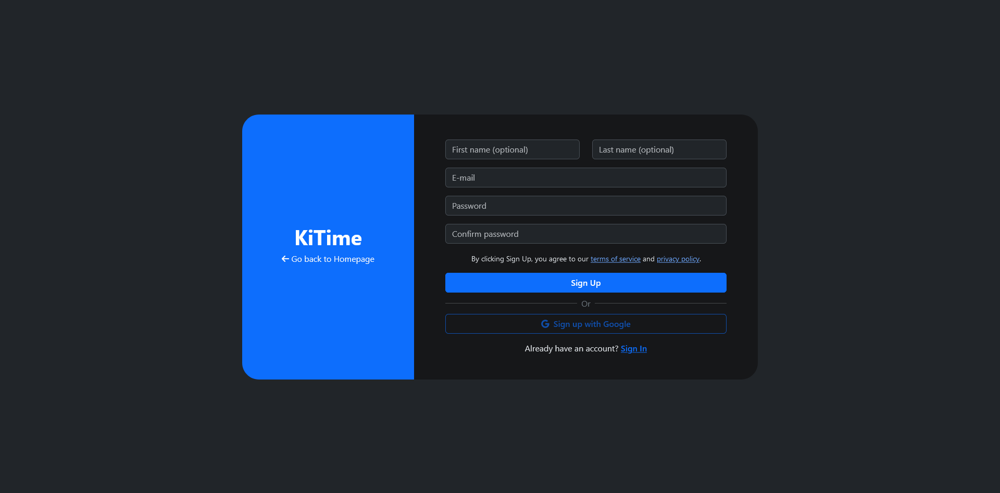 KiTime
Go back to Homepage
First name (optional)
Last name (optional)
E-mail
Password
Confirm password
By clicking Sign Up, you agree to our terms of service and privacy policy.
Sign Up
Or
Sign up with Google
Already have an account? Sign In